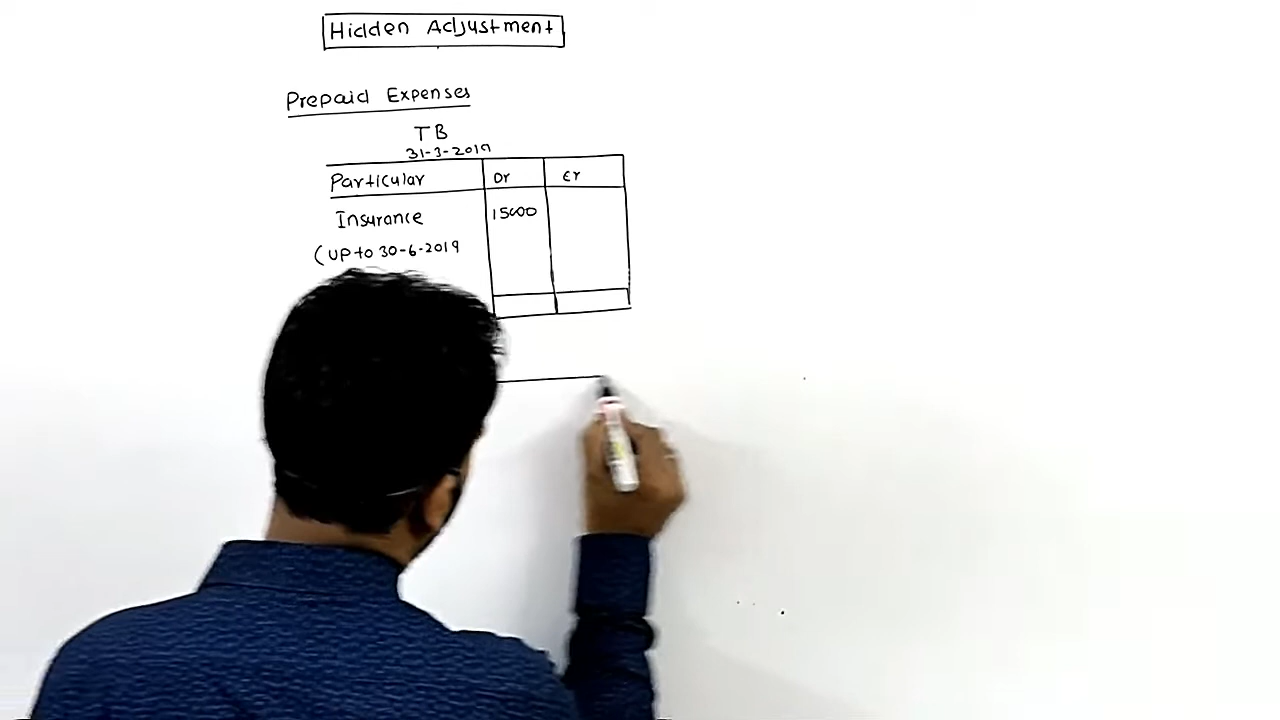 Hidden Adjustment
Prepaid Expenses
TB
31-3-2019
Particular Dr Cr
Insurance 15000
(UP to 30-6-2019